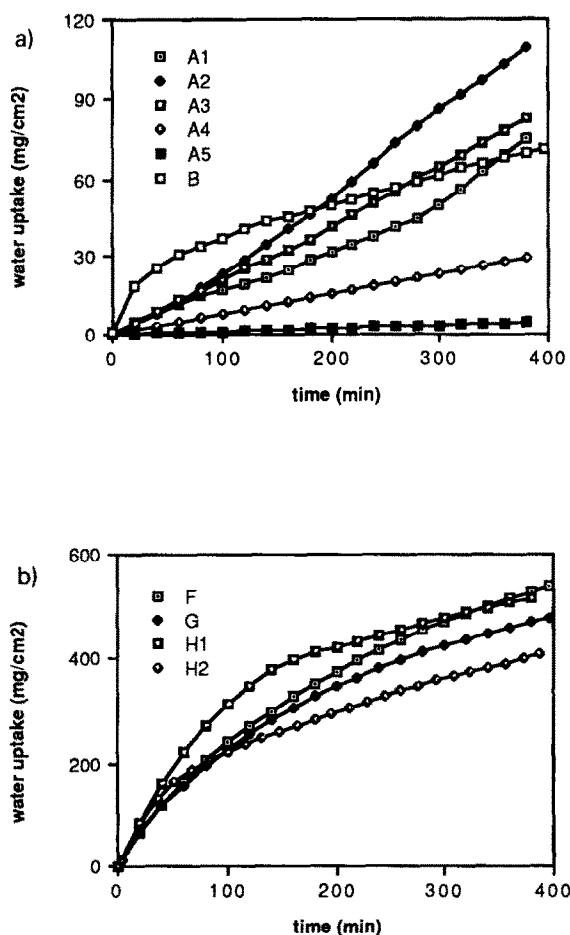 a)
water uptake (mg/cm2)
120
90
60
30
0
A1
A2
A3
A4
A5
B
0
100
200
300
400
time (min)
b)
water uptake (mg/cm2)
600
400
200
0
F
G
H1
H2
0
100
200
300
400
time (min)